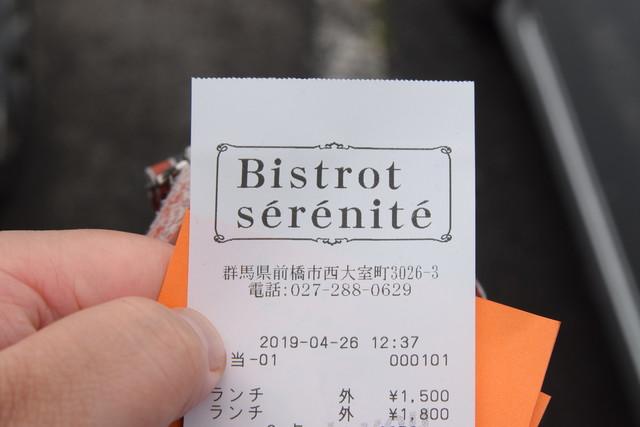 Bistrot
sérénité
群馬県前橋市西大室町3026-3
電話:027-288-0629
2019-04-26 12:37
当-01 000101
ランチ 外 ¥1,500
ランチ 外 ¥1,800